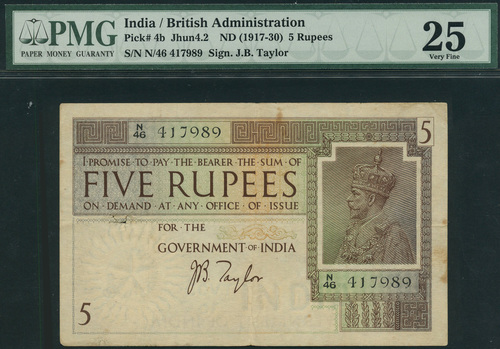 PMG
PAPER MONEY GUARANTY
India / British Administration
Pick# 4b Jhun4.2 ND (1917-30) 5 Rupees
S/N N/46 417989 Sign. J.B. Taylor
25
Very Fine
N/46 417989
5
I PROMISE TO PAY THE BEARER THE SUM OF
FIVE RUPEES
ON DEMAND AT ANY OFFICE OF ISSUE
FOR THE
GOVERNMENT OF INDIA
J.B. Taylor
N/46 417989
5